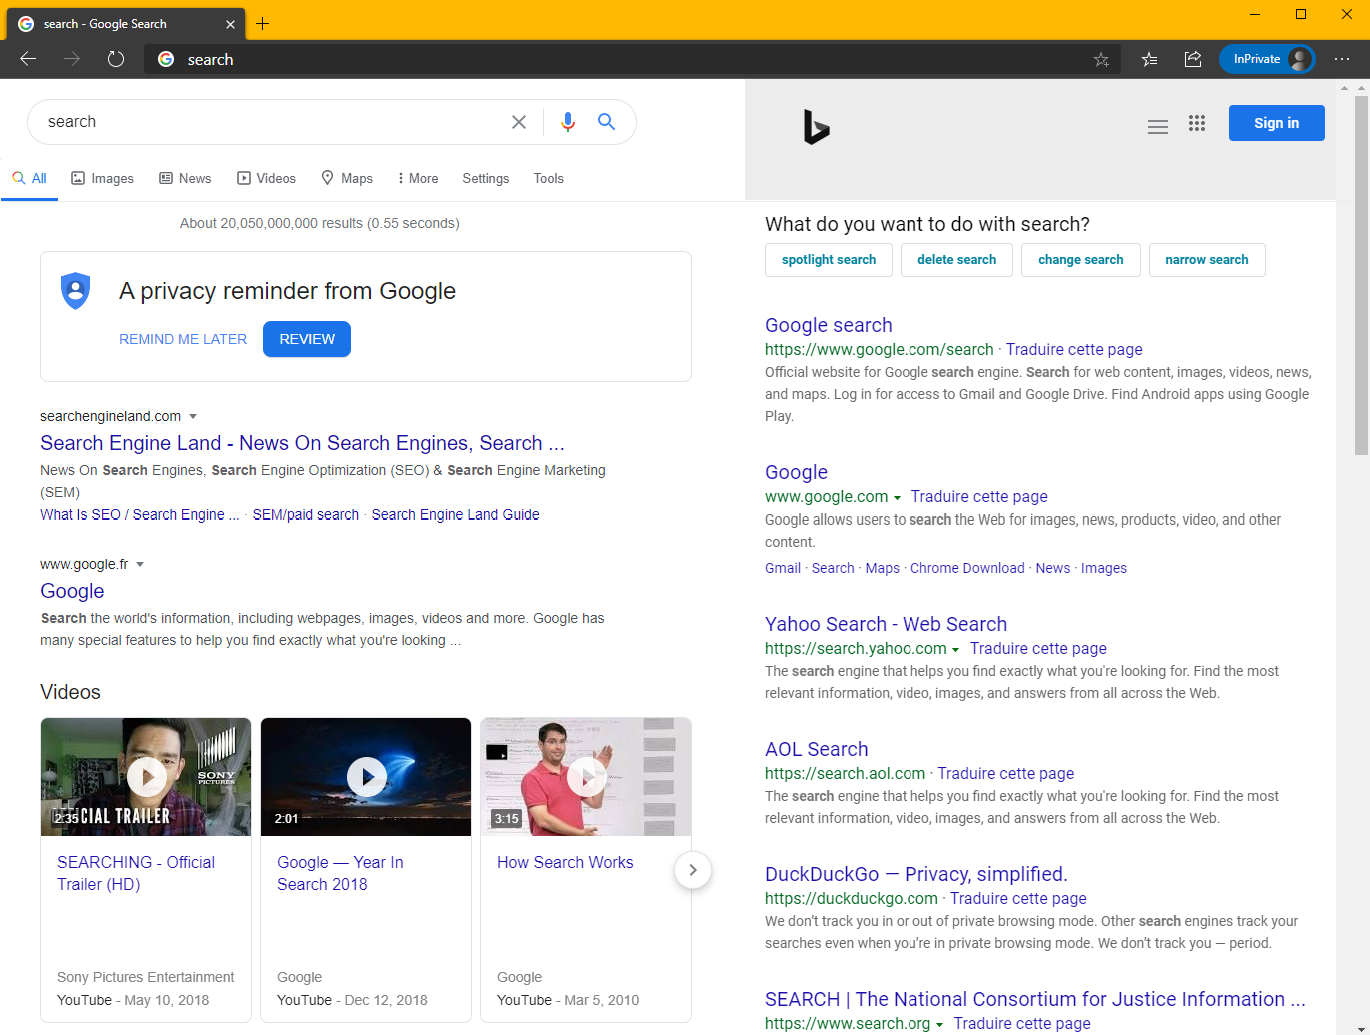 search - Google Search
search
InPrivate
search
Sign in
All Images News Videos Maps More Settings Tools
About 20,050,000,000 results (0.55 seconds)
A privacy reminder from Google
REMIND ME LATER REVIEW
searchengineland.com
Search Engine Land - News On Search Engines, Search ...
News On Search Engines, Search Engine Optimization (SEO) & Search Engine Marketing
(SEM)
What Is SEO / Search Engine ... · SEM/paid search · Search Engine Land Guide
www.google.fr
Google
Search the world's information, including webpages, images, videos and more. Google has
many special features to help you find exactly what you're looking ...
Videos
SONY
PICTURES
2:35
CIAL TRAILER
SEARCHING - Official
Trailer (HD)
Sony Pictures Entertainment
YouTube - May 10, 2018
2:01
Google — Year In
Search 2018
Google
YouTube - Dec 12, 2018
3:15
How Search Works
Google
YouTube - Mar 5, 2010
What do you want to do with search?
spotlight search delete search change search narrow search
Google search
https://www.google.com/search · Traduire cette page
Official website for Google search engine. Search for web content, images, videos, news,
and maps. Log in for access to Gmail and Google Drive. Find Android apps using Google
Play.
Google
www.google.com Traduire cette page
Google allows users to search the Web for images, news, products, video, and other
content.
Gmail · Search · Maps · Chrome Download · News · Images
Yahoo Search - Web Search
https://search.yahoo.com Traduire cette page
The search engine that helps you find exactly what you're looking for. Find the most
relevant information, video, images, and answers from all across the Web.
AOL Search
https://search.aol.com · Traduire cette page
The search engine that helps you find exactly what you're looking for. Find the most
relevant information, video, images, and answers from all across the Web.
DuckDuckGo — Privacy, simplified.
https://duckduckgo.com · Traduire cette page
We don't track you in or out of private browsing mode. Other search engines track your
searches even when you're in private browsing mode. We don't track you — period.
SEARCH | The National Consortium for Justice Information ...
https://www.search.org Traduire cette page